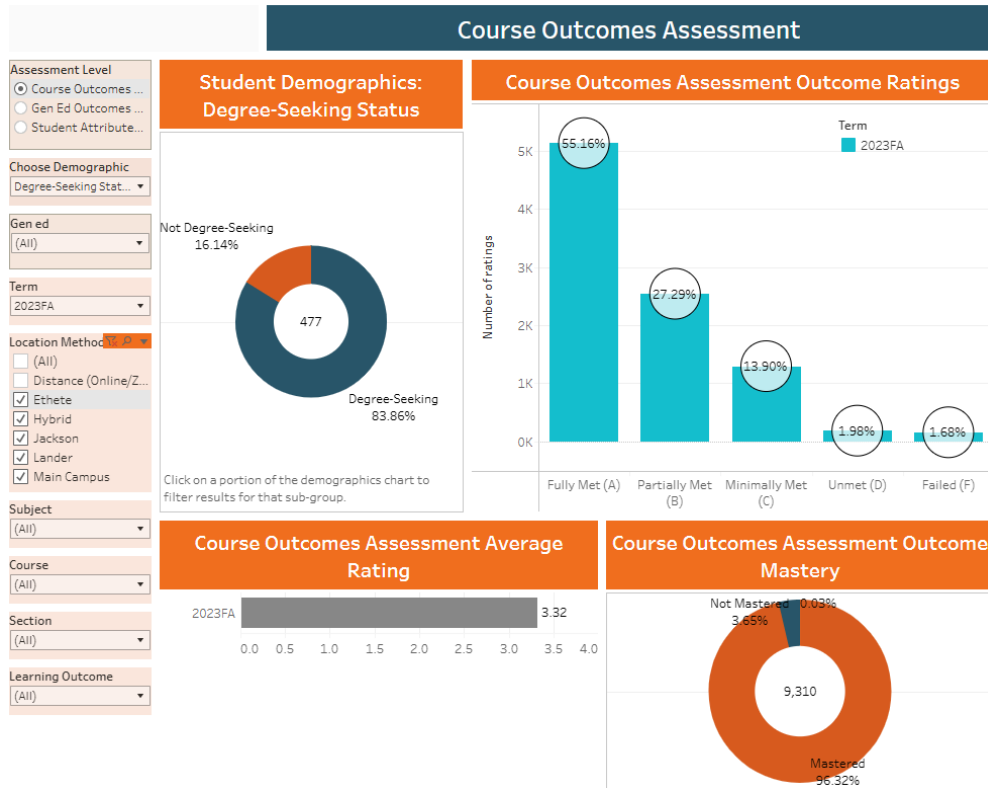 Course Outcomes Assessment
Assessment Level
Course Outcomes ...
Gen Ed Outcomes ...
Student Attribute...
Choose Demographic
Degree-Seeking Stat...
Gen ed
(All)
Term
2023FA
Location Method
(All)
Distance (Online/Z...
Ethete
Hybrid
Jackson
Lander
Main Campus
Subject
(All)
Course
(All)
Section
(All)
Learning Outcome
(All)
Student Demographics:
Degree-Seeking Status
Not Degree-Seeking
16.14%
477
Degree-Seeking
83.86%
Click on a portion of the demographics chart to
filter results for that sub-group.
Course Outcomes Assessment Outcome Ratings
Term
2023FA
Number of ratings
5K
4K
3K
2K
1K
0K
55.16%
27.29%
13.90%
1.98%
1.68%
Fully Met (A)
Partially Met
(B)
Minimally Met
(C)
Unmet (D)
Failed (F)
Course Outcomes Assessment Average
Rating
2023FA
3.32
0.0 0.5 1.0 1.5 2.0 2.5 3.0 3.5 4.0
Course Outcomes Assessment Outcome
Mastery
Not Mastered 0.03%
3.65%
9,310
Mastered
96.32%